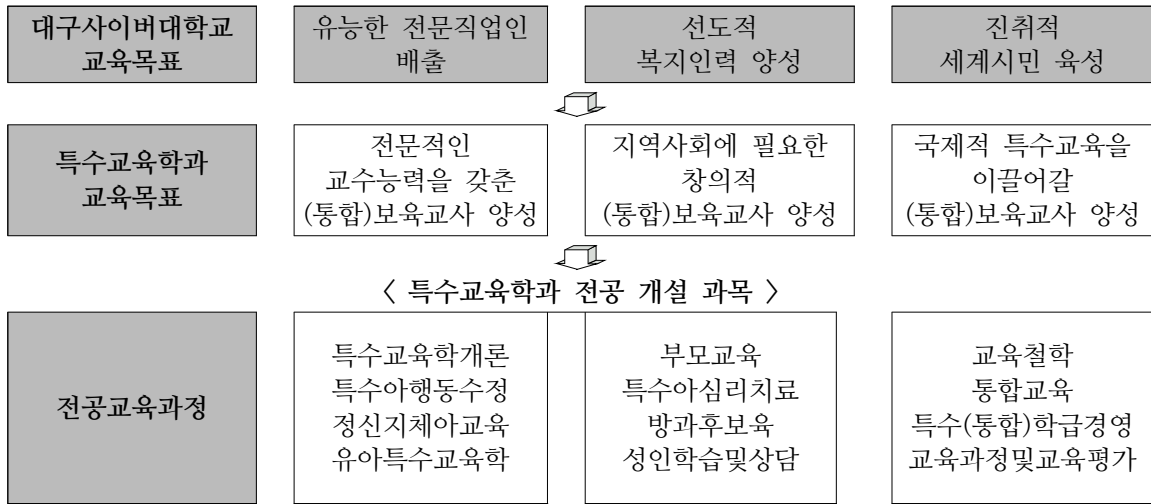 대구사이버대학교
교육목표
유능한 전문직업인
배출
선도적
복지인력 양성
진취적
세계시민 육성
특수교육학과
교육목표
전문적인
교수능력을 갖춘
(통합)보육교사 양성
지역사회에 필요한
창의적
(통합)보육교사 양성
국제적 특수교육을
이끌어갈
(통합)보육교사 양성
〈 특수교육학과 전공 개설 과목 〉
전공교육과정
특수교육학개론
특수아행동수정
정신지체아교육
유아특수교육학
부모교육
특수아심리치료
방과후보육
성인학습및상담
교육철학
통합교육
특수(통합)학급경영
교육과정및교육평가